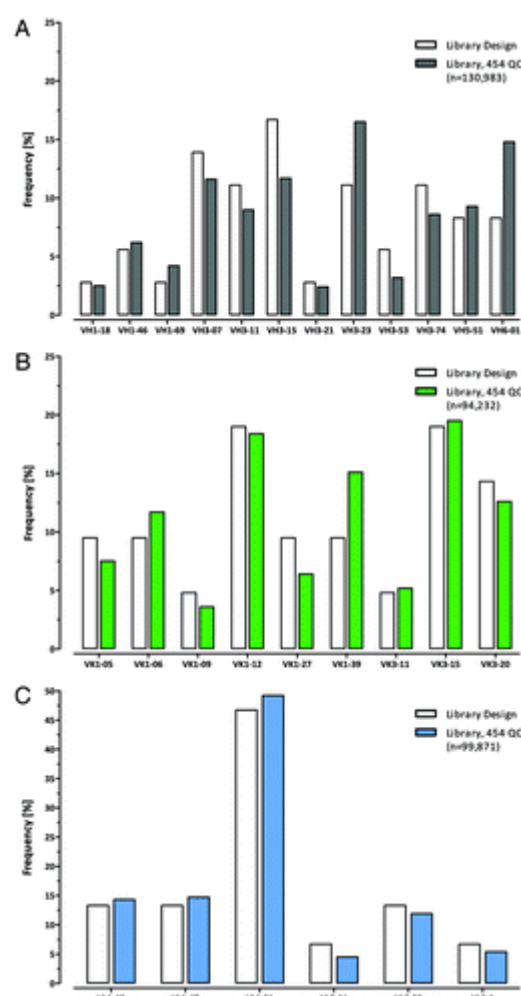 A
25
Library Design
Library, 454 QC
(n=130,983)
20
15
10
5
0
Frequency [%]
VH1-18 VH1-46 VH1-69 VH3-07 VH3-11 VH3-15 VH3-21 VH3-23 VH3-53 VH3-74 VH5-51 VH6-01
B
25
Library Design
Library, 454 QC
(n=94,232)
20
15
10
5
0
Frequency [%]
VK1-05 VK1-06 VK1-09 VK1-12 VK1-27 VK1-39 VK3-11 VK3-15 VK3-20
C
50
Library Design
Library, 454 QC
(n=99,871)
45
40
35
30
25
20
15
10
5
0
Frequency [%]